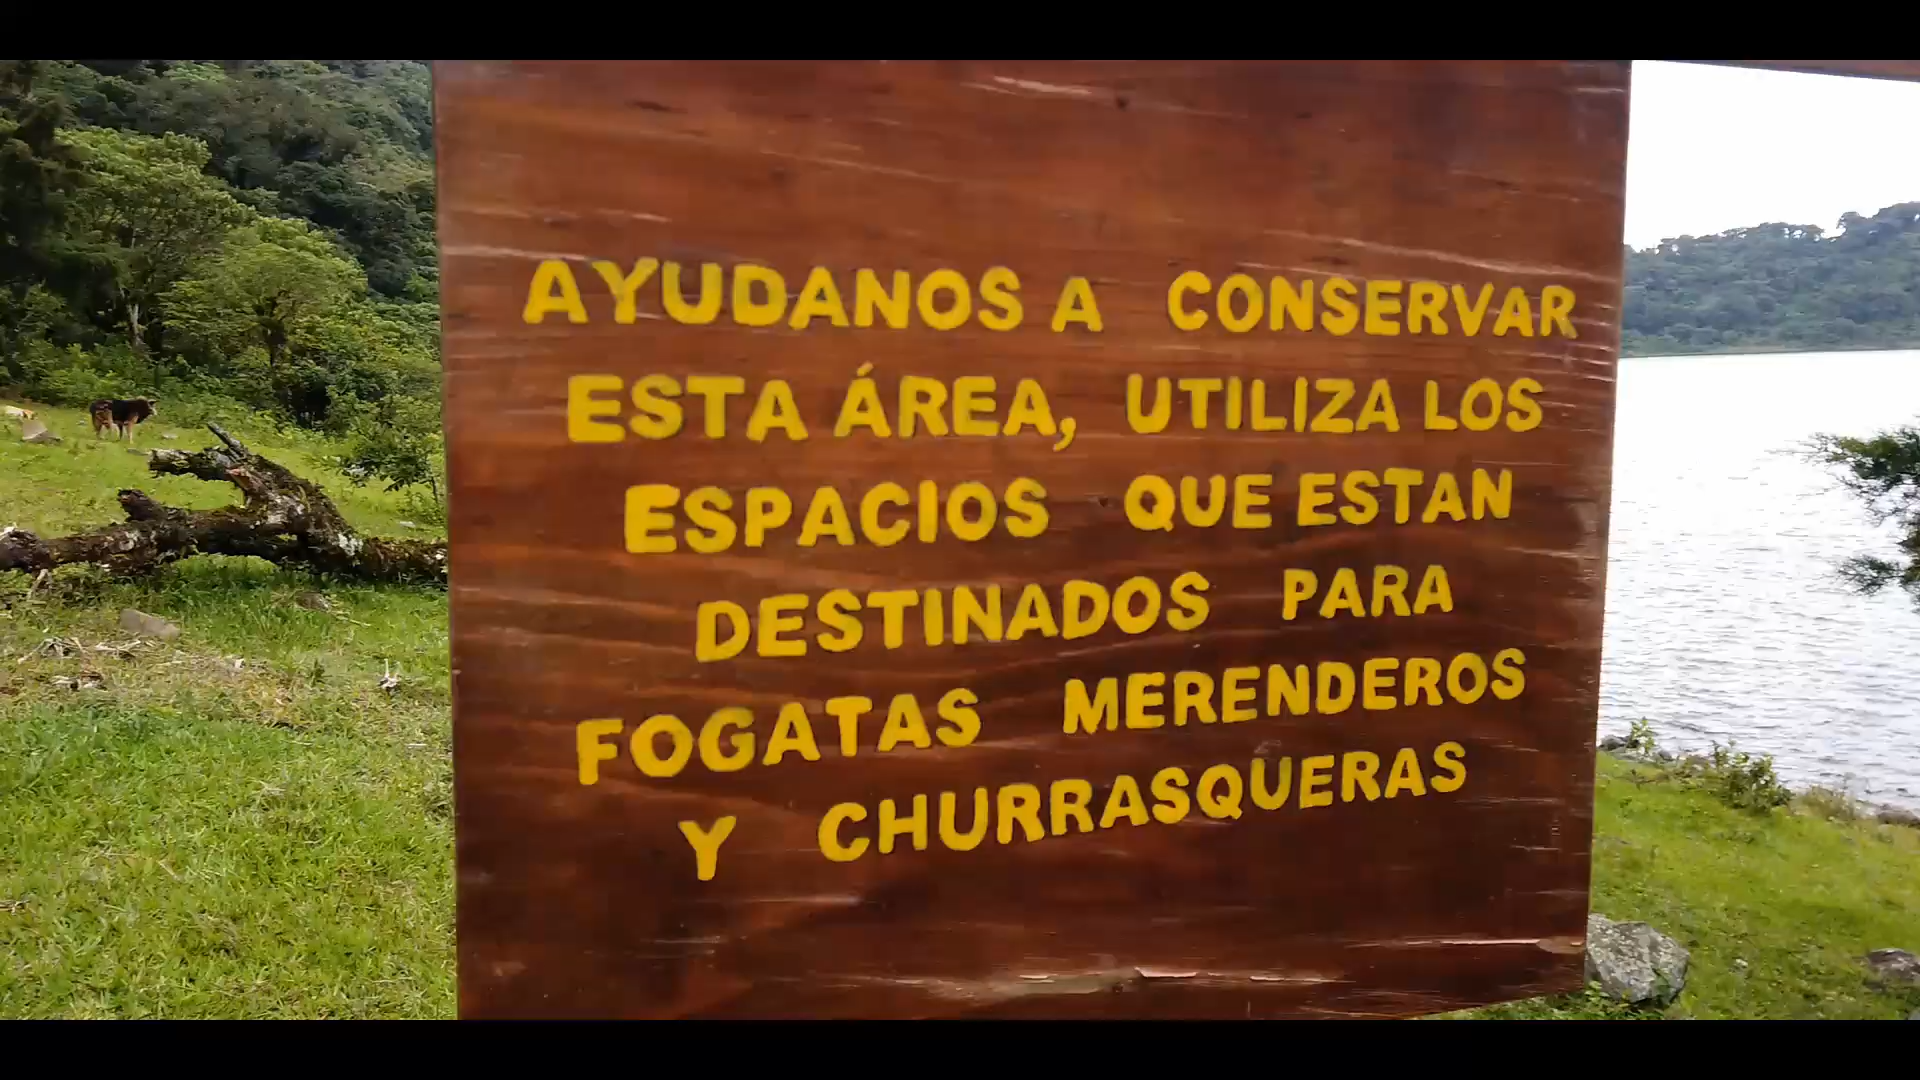 AYUDANOS A CONSERVAR
ESTA ÁREA, UTILIZA LOS
ESPACIOS QUE ESTAN
DESTINADOS PARA
FOGATAS MERENDEROS
Y CHURRASQUERAS